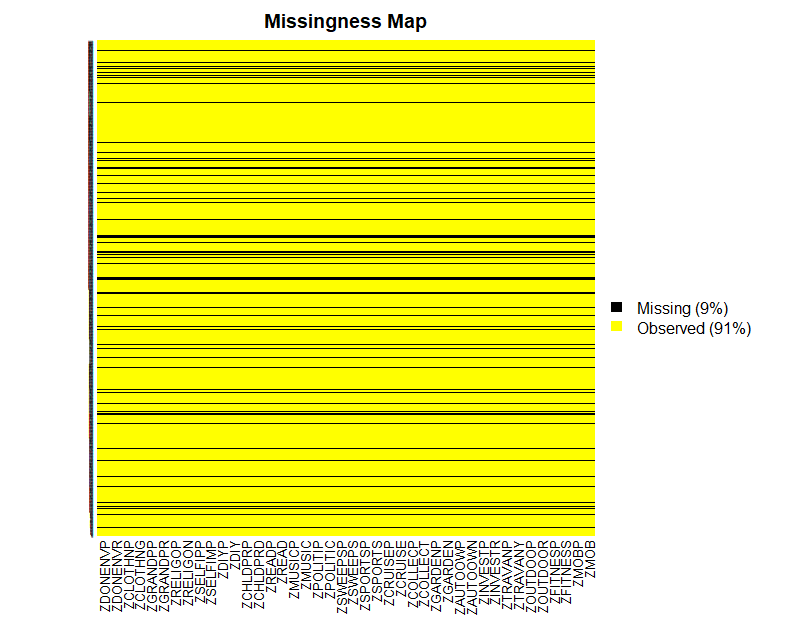 Missingness Map
Missing (9%)
Observed (91%)
ZDONENVP
ZDONENVR
ZCLOTHNP
ZCLOTHNG
ZGRANDPP
ZGRANDPR
ZRELIGOP
ZRELIGON
ZSELFIPP
ZSELFIMP
ZDIYP
ZDIY
ZCHLDPRP
ZCHLDPRD
ZREADP
ZREAD
ZMUSICP
ZMUSIC
ZPOLITIP
ZPOLITIC
ZSWEEPSP
ZSWEEPS
ZSPORTSP
ZSPORTS
ZCRUISEP
ZCRUISE
ZCOLLECP
ZCOLLECT
ZGARDENP
ZGARDEN
ZAUTOOWP
ZAUTOOWN
ZINVESTP
ZINVESTR
ZTRAVANP
ZTRAVANY
ZOUTDOOP
ZOUTDOOR
ZFITNESP
ZFITNESS
ZMOBP
ZMOB